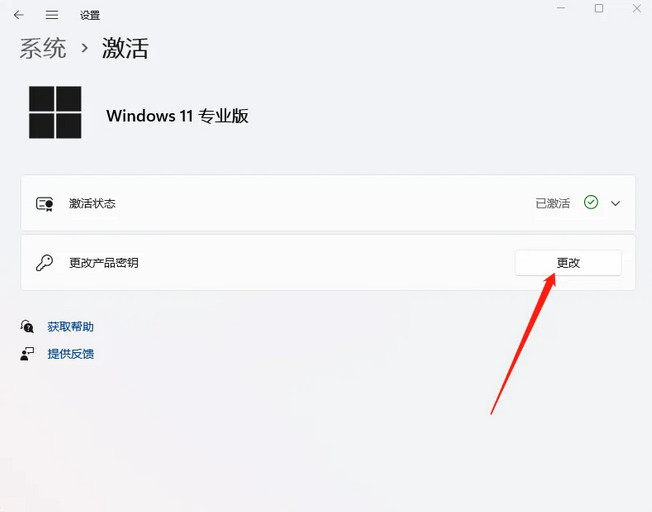 设置
系统 › 激活
Windows 11 专业版
激活状态
已激活
更改产品密钥
更改
获取帮助
提供反馈